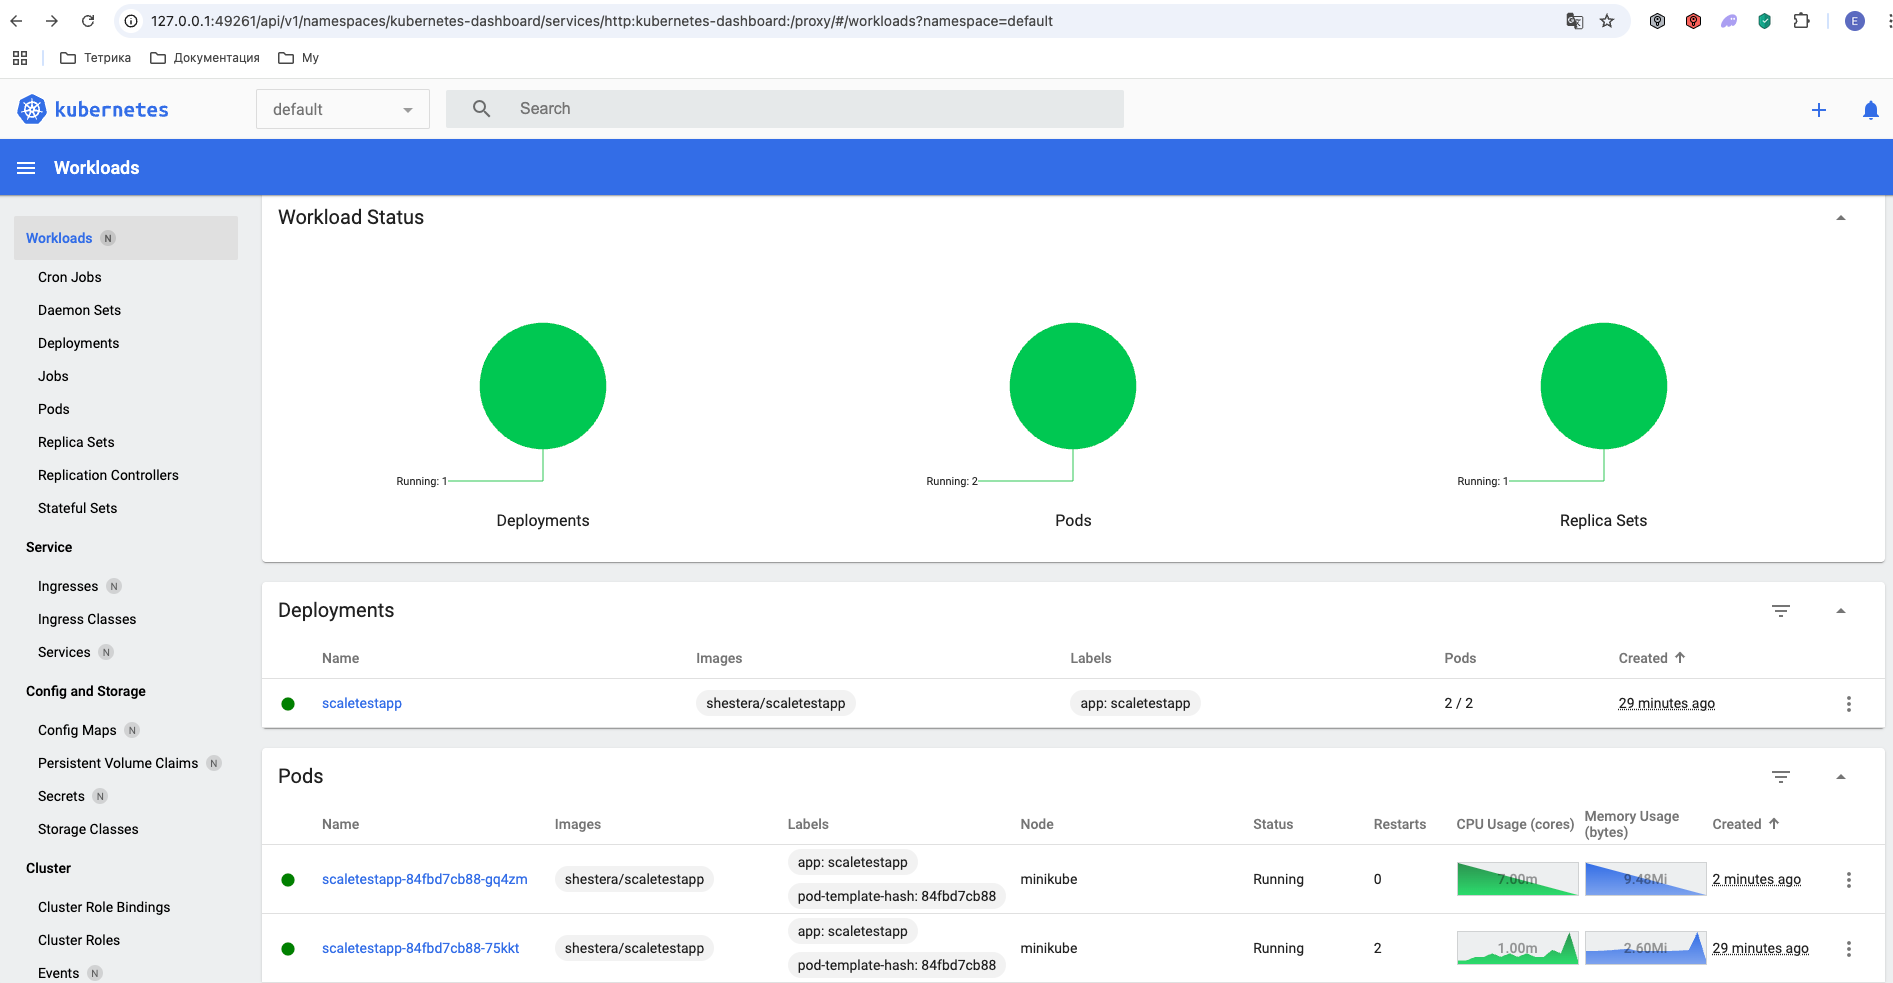 127.0.0.1:49261/api/v1/namespaces/kubernetes-dashboard/services/http:kubernetes-dashboard:/proxy/#/workloads?namespace=default
E
Тетрика Документация My
kubernetes default Search
Workloads
Workload Status
Workloads N
Cron Jobs
Daemon Sets
Deployments
Jobs
Pods
Replica Sets
Replication Controllers
Stateful Sets
Service
Ingresses N
Ingress Classes
Services N
Config and Storage
Config Maps N
Persistent Volume Claims N
Secrets N
Storage Classes
Cluster
Cluster Role Bindings
Cluster Roles
Events N
Running: 1 Running: 2 Running: 1
Deployments Pods Replica Sets
Deployments
Name Images Labels Pods Created
scaletestapp shestera/scaletestapp app: scaletestapp 2 / 2 29 minutes ago
Pods
Name Images Labels Node Status Restarts CPU Usage (cores) Memory Usage (bytes) Created
scaletestapp-84fbd7cb88-gq4zm shestera/scaletestapp app: scaletestapp pod-template-hash: 84fbd7cb88 minikube Running 0 7.00m 9.48Mi 2 minutes ago
scaletestapp-84fbd7cb88-75kkt shestera/scaletestapp app: scaletestapp pod-template-hash: 84fbd7cb88 minikube Running 2 1.00m 2.60Mi 29 minutes ago